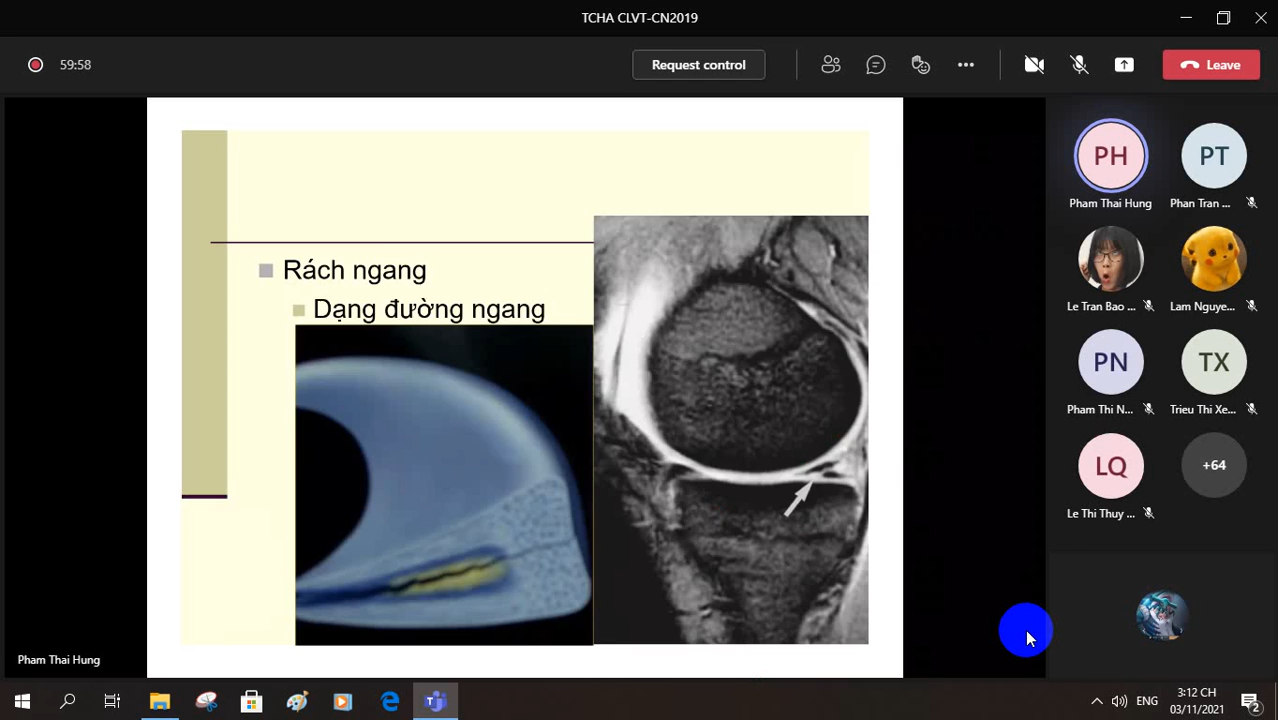 TCHA CLVT-CN2019
59:58
Request control
Leave
Rách ngang
Dạng đường ngang
PH
Pham Thai Hung
PT
Phan Tran ...
Le Tran Bao ...
Lam Nguye...
PN
Pham Thi N...
TX
Trieu Thi Xe...
LQ
Le Thi Thuy ...
+64
Pham Thai Hung
ENG
3:12 CH
03/11/2021
2